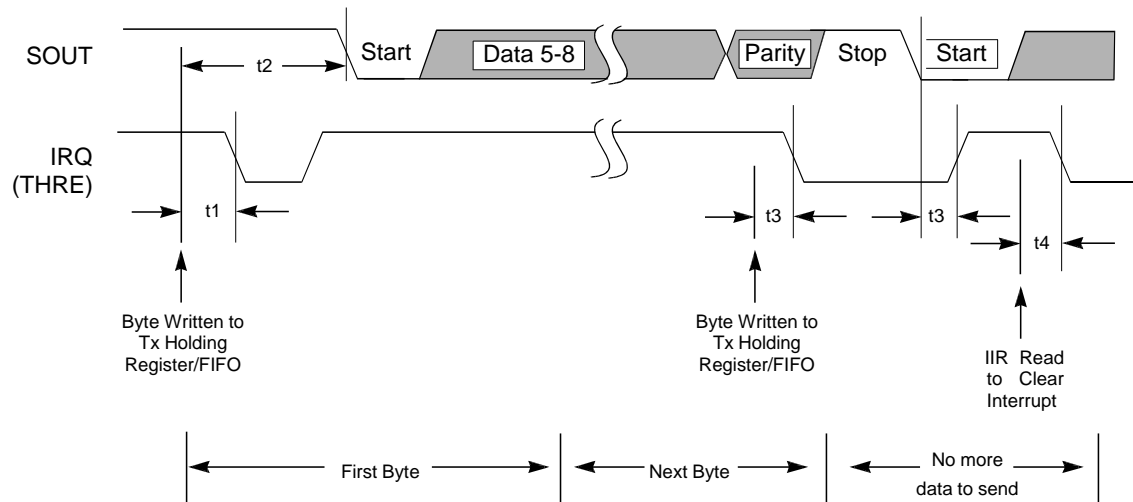 SOUT
Start
Data 5-8
Parity
Stop
Start
t2
IRQ
(THRE)
t1
t3
t3
t4
Byte Written to
Tx Holding
Register/FIFO
Byte Written to
Tx Holding
Register/FIFO
IIR Read
to Clear
Interrupt
First Byte
Next Byte
No more
data to send